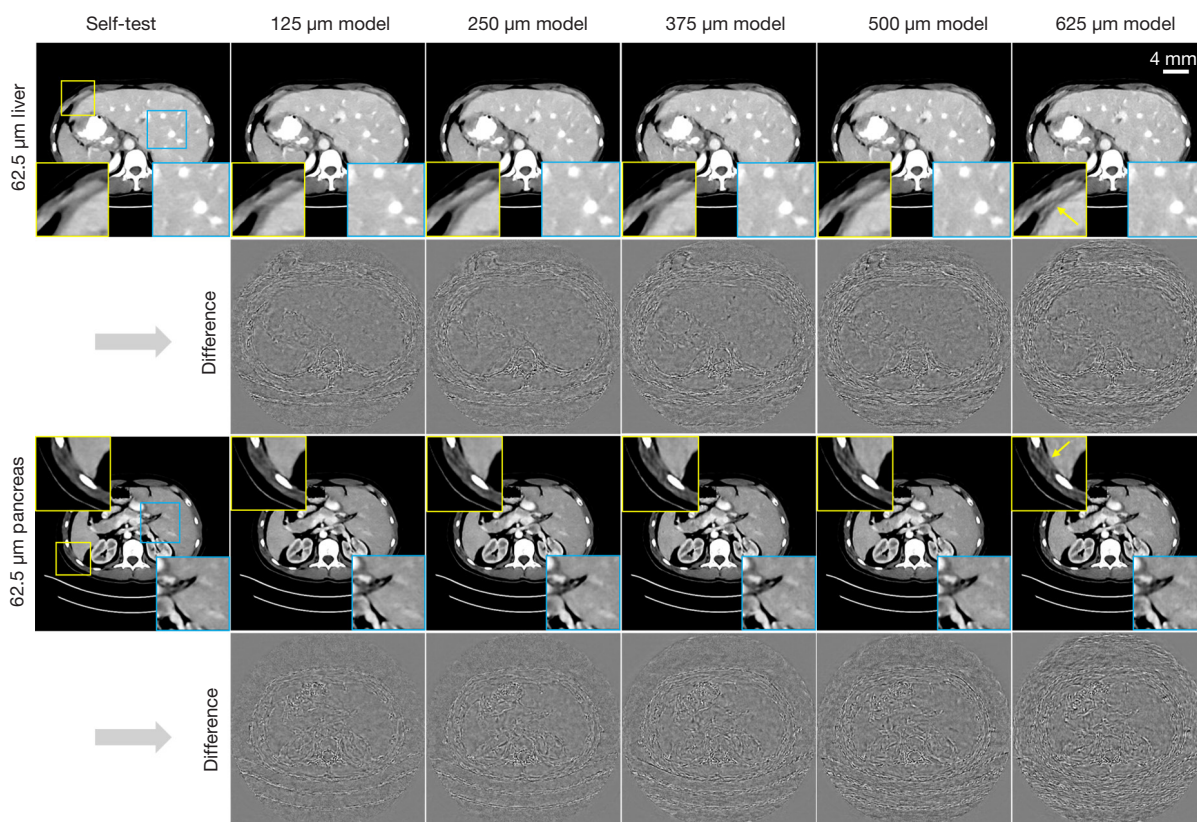 Self-test 125 µm model 250 µm model 375 µm model 500 µm model 625 µm model
4 mm
62.5 µm liver
Difference
62.5 µm pancreas
Difference